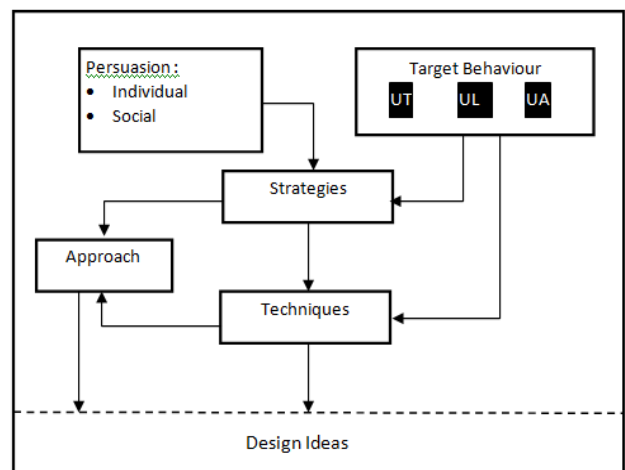 Persuasion :
• Individual
• Social
Target Behaviour
UT UL UA
Strategies
Approach
Techniques
Design Ideas